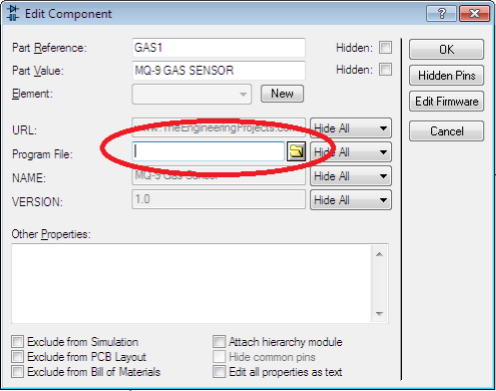 Edit Component
Part Reference: GAS1 Hidden: OK
Part Value: MQ-9 GAS SENSOR Hidden: Hidden Pins
Element: New Edit Firmware
URL: www.TheEngineeringProjects.com Hide All Cancel
Program File: Hide All
NAME: MQ-9 Gas Sensor Hide All
VERSION: 1.0 Hide All
Other Properties:
Exclude from Simulation Attach hierarchy module
Exclude from PCB Layout Hide common pins
Exclude from Bill of Materials Edit all properties as text